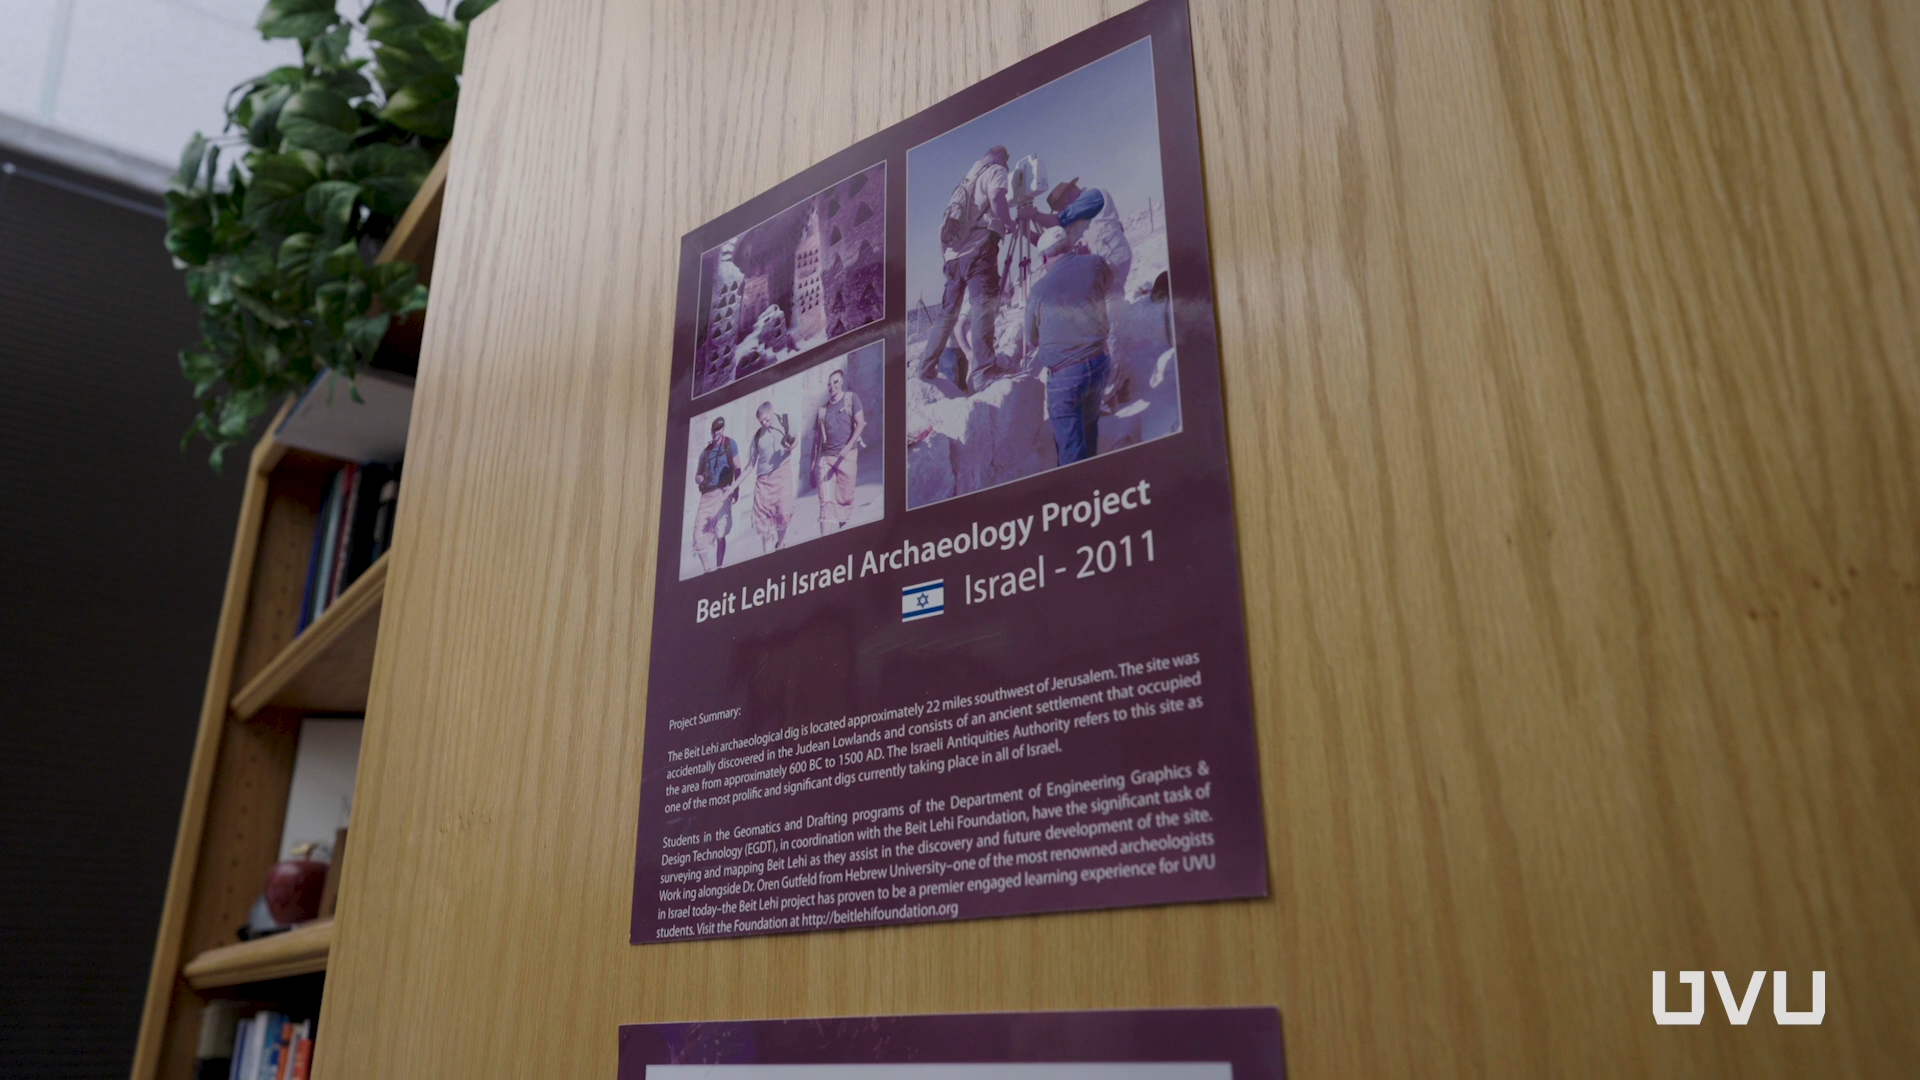 Beit Lehi Israel Archaeology Project
Israel - 2011
Project Summary:
The Beit Lehi archaeological dig is located approximately 22 miles southwest of Jerusalem. The site was
accidentally discovered in the Judean Lowlands and consists of an ancient settlement that occupied
the area from approximately 600 BC to 1500 AD. The Israeli Antiquities Authority refers to this site as
one of the most prolific and significant digs currently taking place in all of Israel.
Students in the Geomatics and Drafting programs of the Department of Engineering Graphics &
Design Technology (EGDT), in coordination with the Beit Lehi Foundation, have the significant task of
surveying and mapping Beit Lehi as they assist in the discovery and future development of the site.
Work ing alongside Dr. Oren Gutfeld from Hebrew University–one of the most renowned archeologists
in Israel today–the Beit Lehi project has proven to be a premier engaged learning experience for UVU
students. Visit the Foundation at http://beitlehifoundation.org
UVU